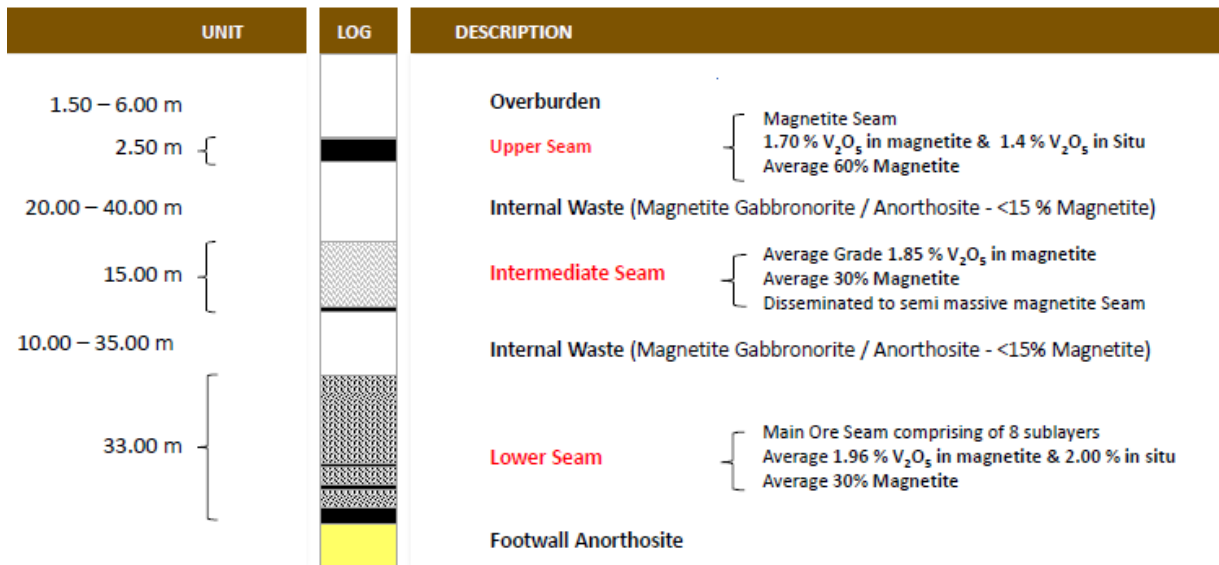 UNIT LOG DESCRIPTION
1.50 – 6.00 m Overburden
Magnetite Seam
2.50 m Upper Seam 1.70 % V₂O₅ in magnetite & 1.4 % V₂O₅ in Situ
Average 60% Magnetite
20.00 – 40.00 m Internal Waste (Magnetite Gabbronorite / Anorthosite - <15 % Magnetite)
Average Grade 1.85 % V₂O₅ in magnetite
15.00 m Intermediate Seam Average 30% Magnetite
Disseminated to semi massive magnetite Seam
10.00 – 35.00 m Internal Waste (Magnetite Gabbronorite / Anorthosite - <15% Magnetite)
Main Ore Seam comprising of 8 sublayers
33.00 m Lower Seam Average 1.96 % V₂O₅ in magnetite & 2.00 % in situ
Average 30% Magnetite
Footwall Anorthosite